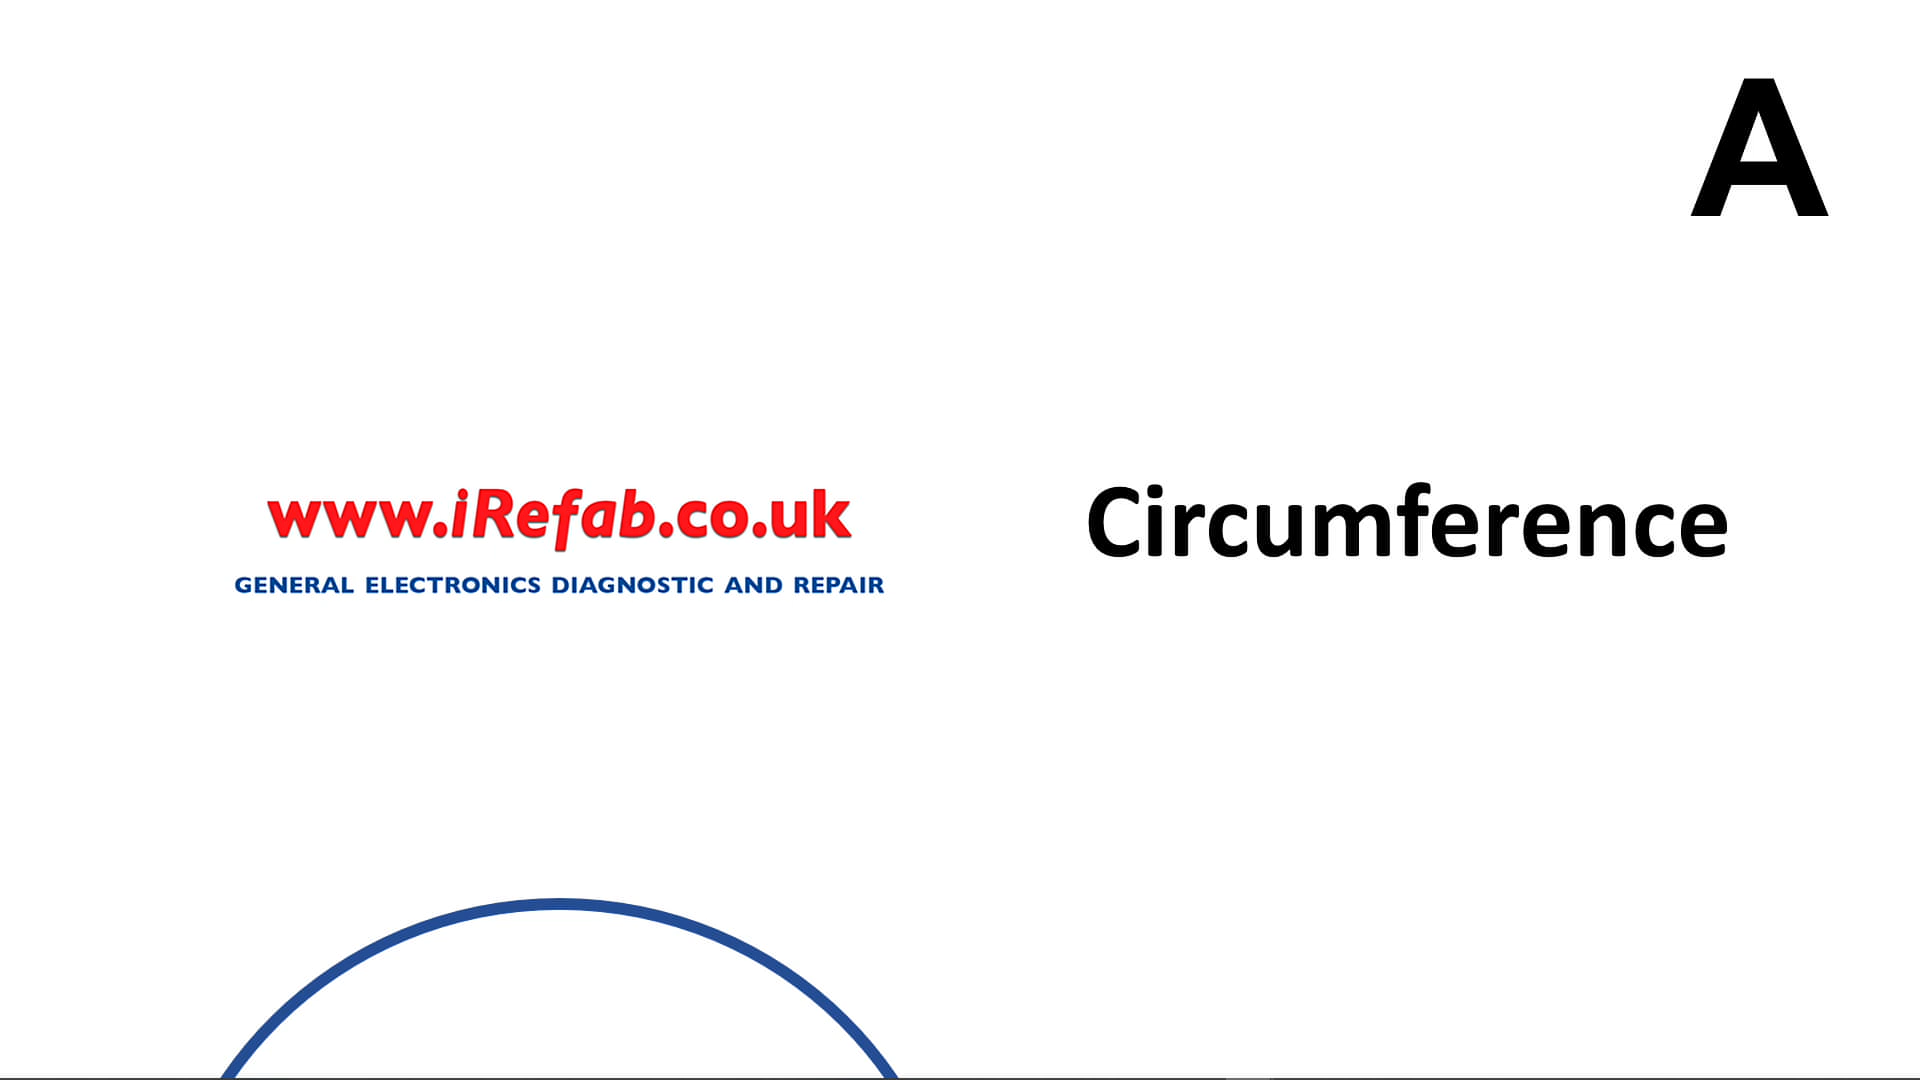 A
www.iRefab.co.uk
Circumference
GENERAL ELECTRONICS DIAGNOSTIC AND REPAIR